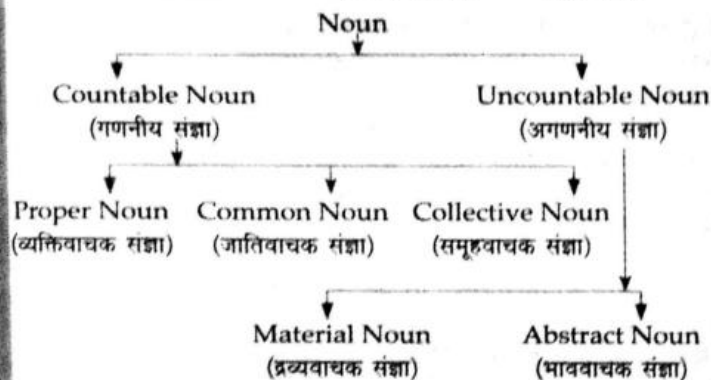 Noun
Countable Noun Uncountable Noun
(गणनीय संज्ञा) (अगणनीय संज्ञा)
Proper Noun Common Noun Collective Noun
(व्यक्तिवाचक संज्ञा) (जातिवाचक संज्ञा) (समूहवाचक संज्ञा)
Material Noun Abstract Noun
(द्रव्यवाचक संज्ञा) (भाववाचक संज्ञा)